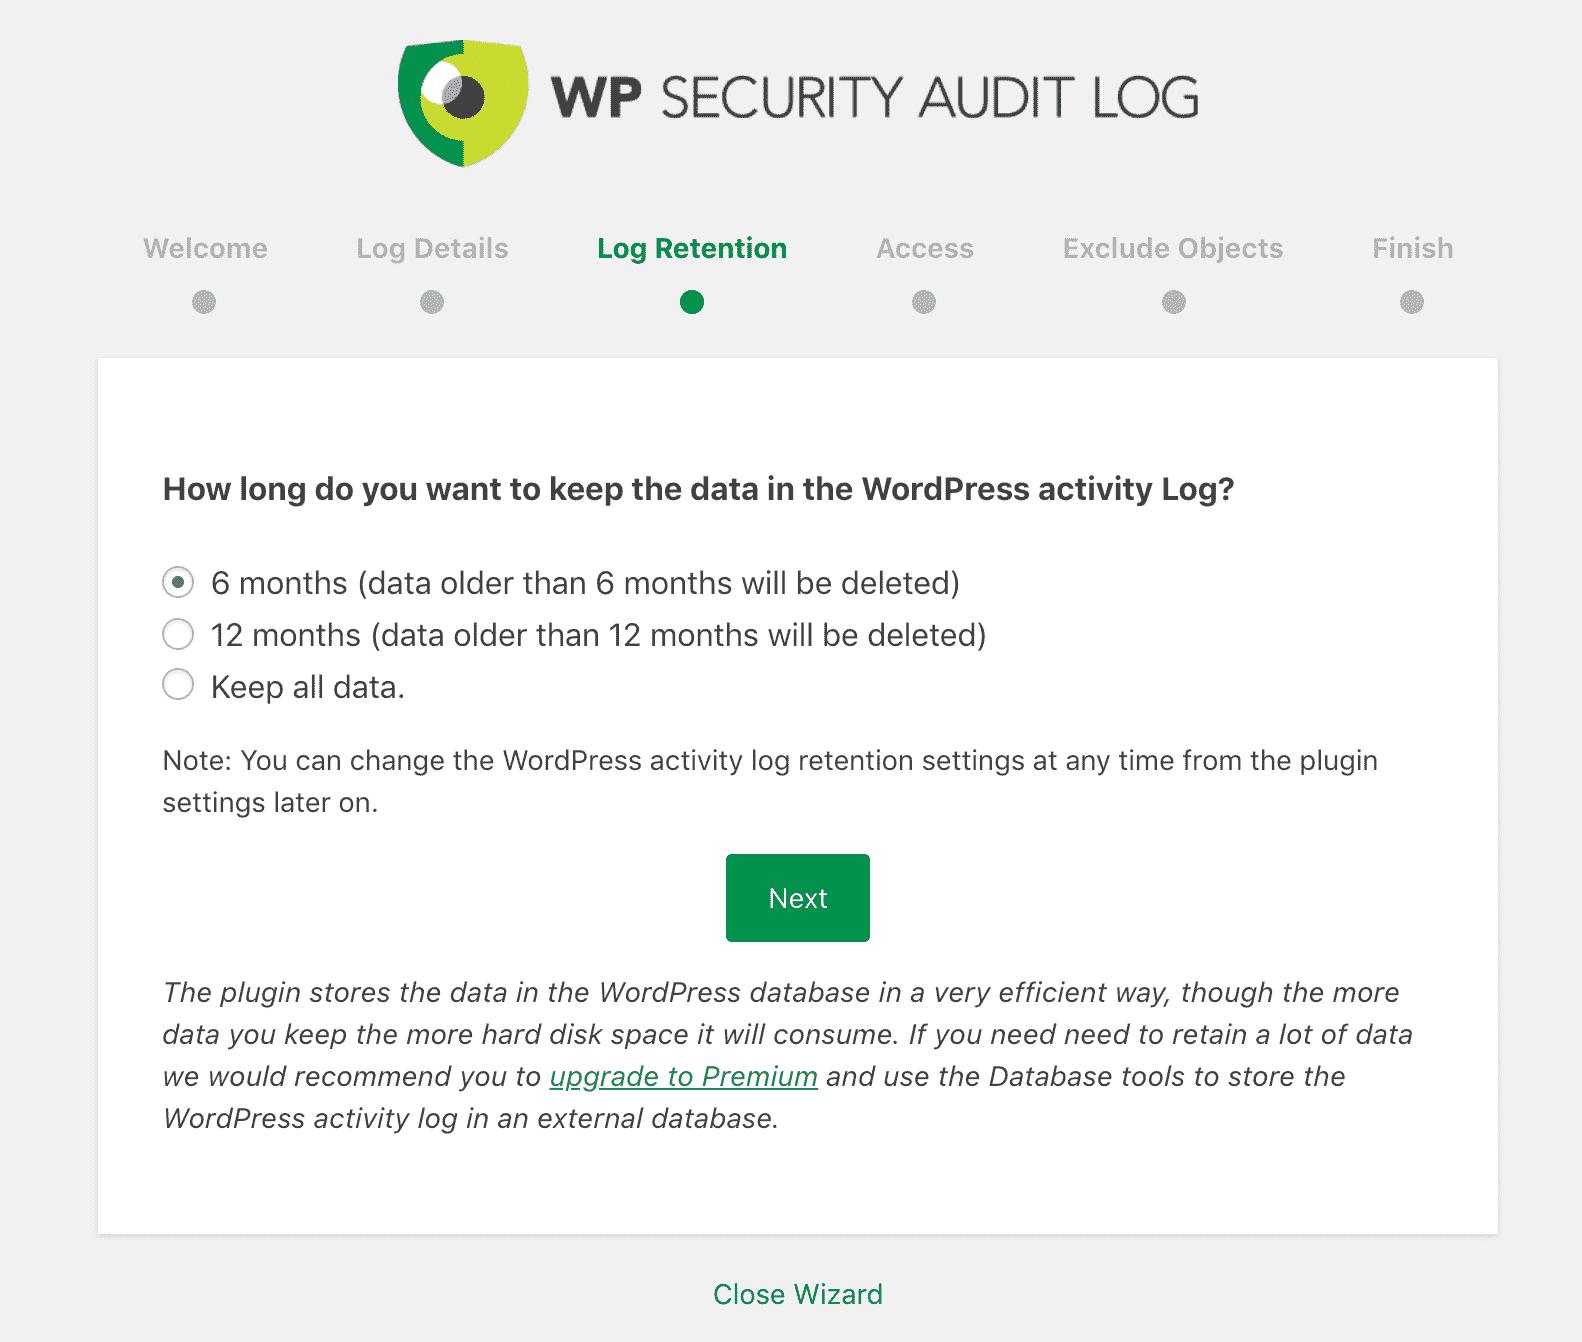 WP SECURITY AUDIT LOG
Welcome Log Details Log Retention Access Exclude Objects Finish
How long do you want to keep the data in the WordPress activity Log?
6 months (data older than 6 months will be deleted)
12 months (data older than 12 months will be deleted)
Keep all data.
Note: You can change the WordPress activity log retention settings at any time from the plugin
settings later on.
Next
The plugin stores the data in the WordPress database in a very efficient way, though the more
data you keep the more hard disk space it will consume. If you need need to retain a lot of data
we would recommend you to upgrade to Premium and use the Database tools to store the
WordPress activity log in an external database.
Close Wizard